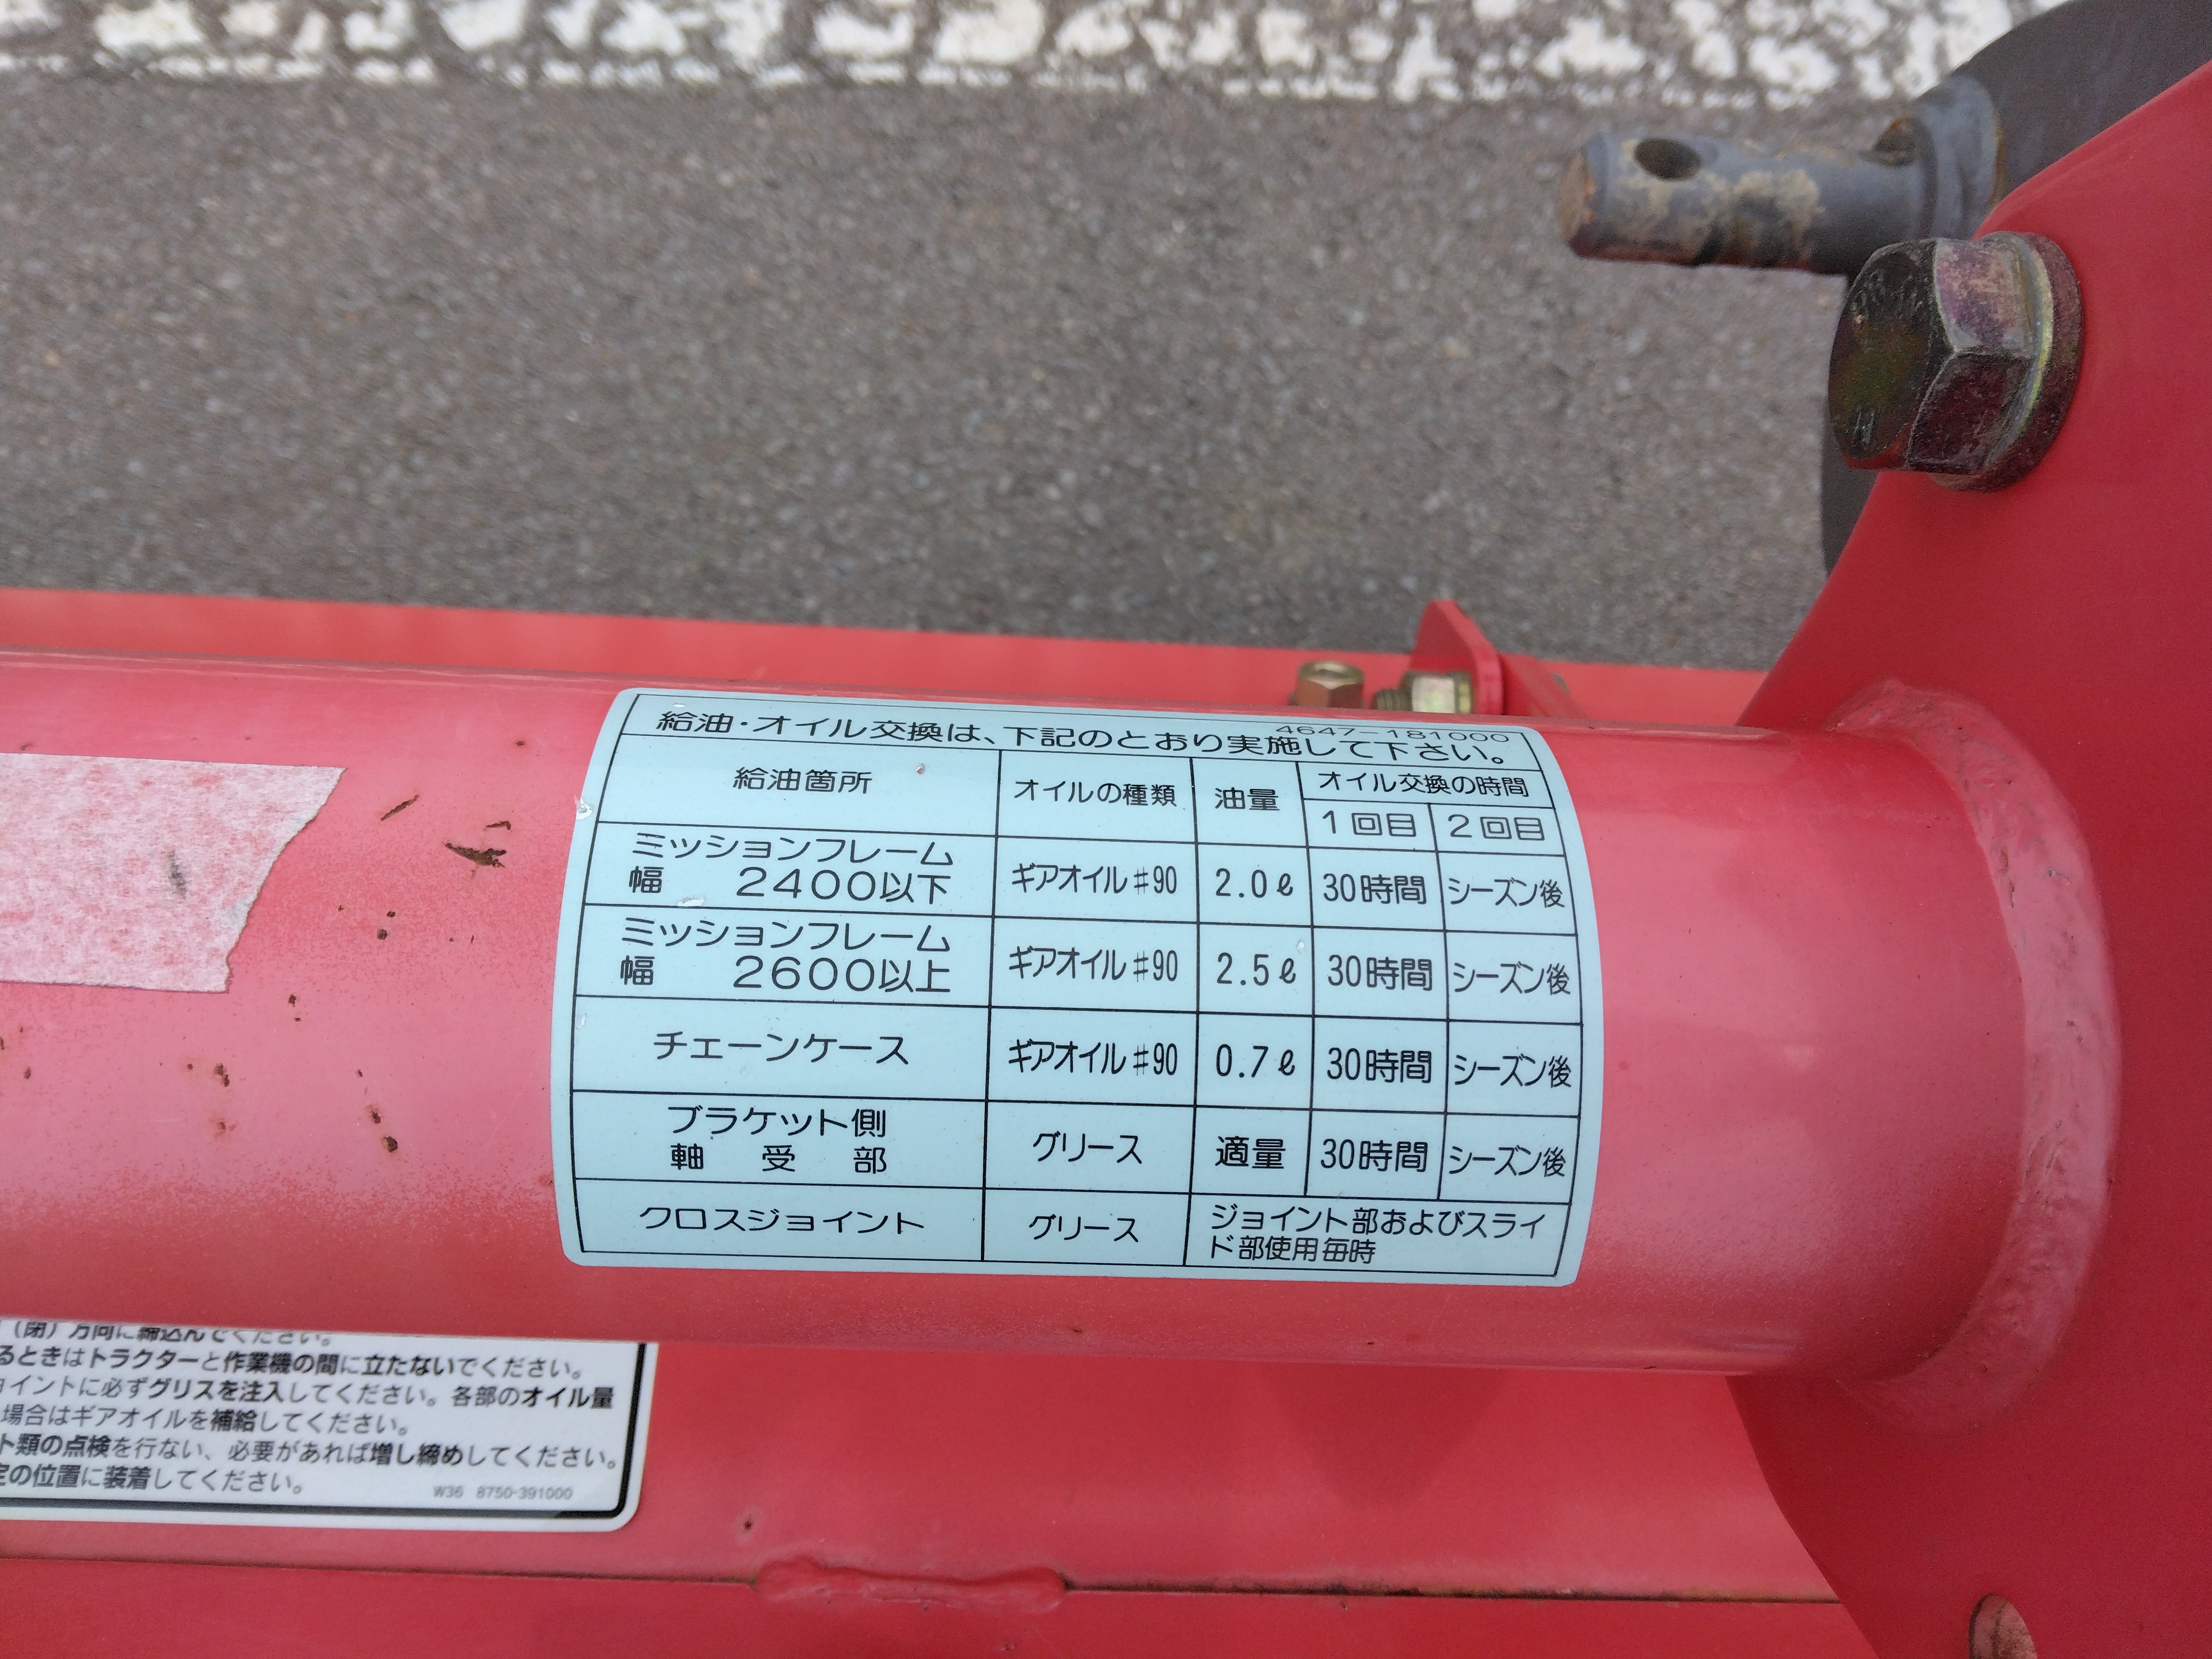 4647-181000
給油・オイル交換は、下記のとおり実施して下さい。
給油箇所 オイルの種類 油量 オイル交換の時間
1回目 2回目
ミッションフレーム
幅 2400以下 ギアオイル♯90 2.0ℓ 30時間 シーズン後
ミッションフレーム
幅 2600以上 ギアオイル♯90 2.5ℓ 30時間 シーズン後
チェーンケース ギアオイル♯90 0.7ℓ 30時間 シーズン後
ブラケット側
軸受部 グリース 適量 30時間 シーズン後
クロスジョイント グリース ジョイント部およびスライ
ド部使用毎時
(閉)方向に締込んでください。
るときはトラクターと作業機の間に立たないでください。
ョイントに必ずグリスを注入してください。各部のオイル量
場合はギアオイルを補給してください。
ト類の点検を行ない、必要があれば増し締めしてください。
定の位置に装着してください。
W36 8750-391000